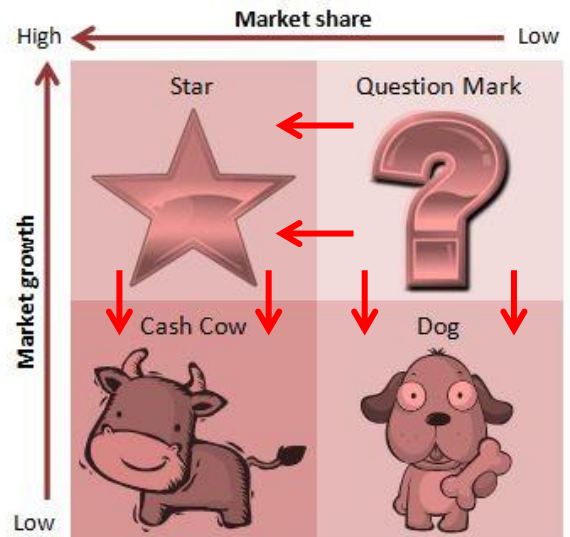 Market share
High
Low
Star
Question Mark
Market growth
Cash Cow
Dog
Low